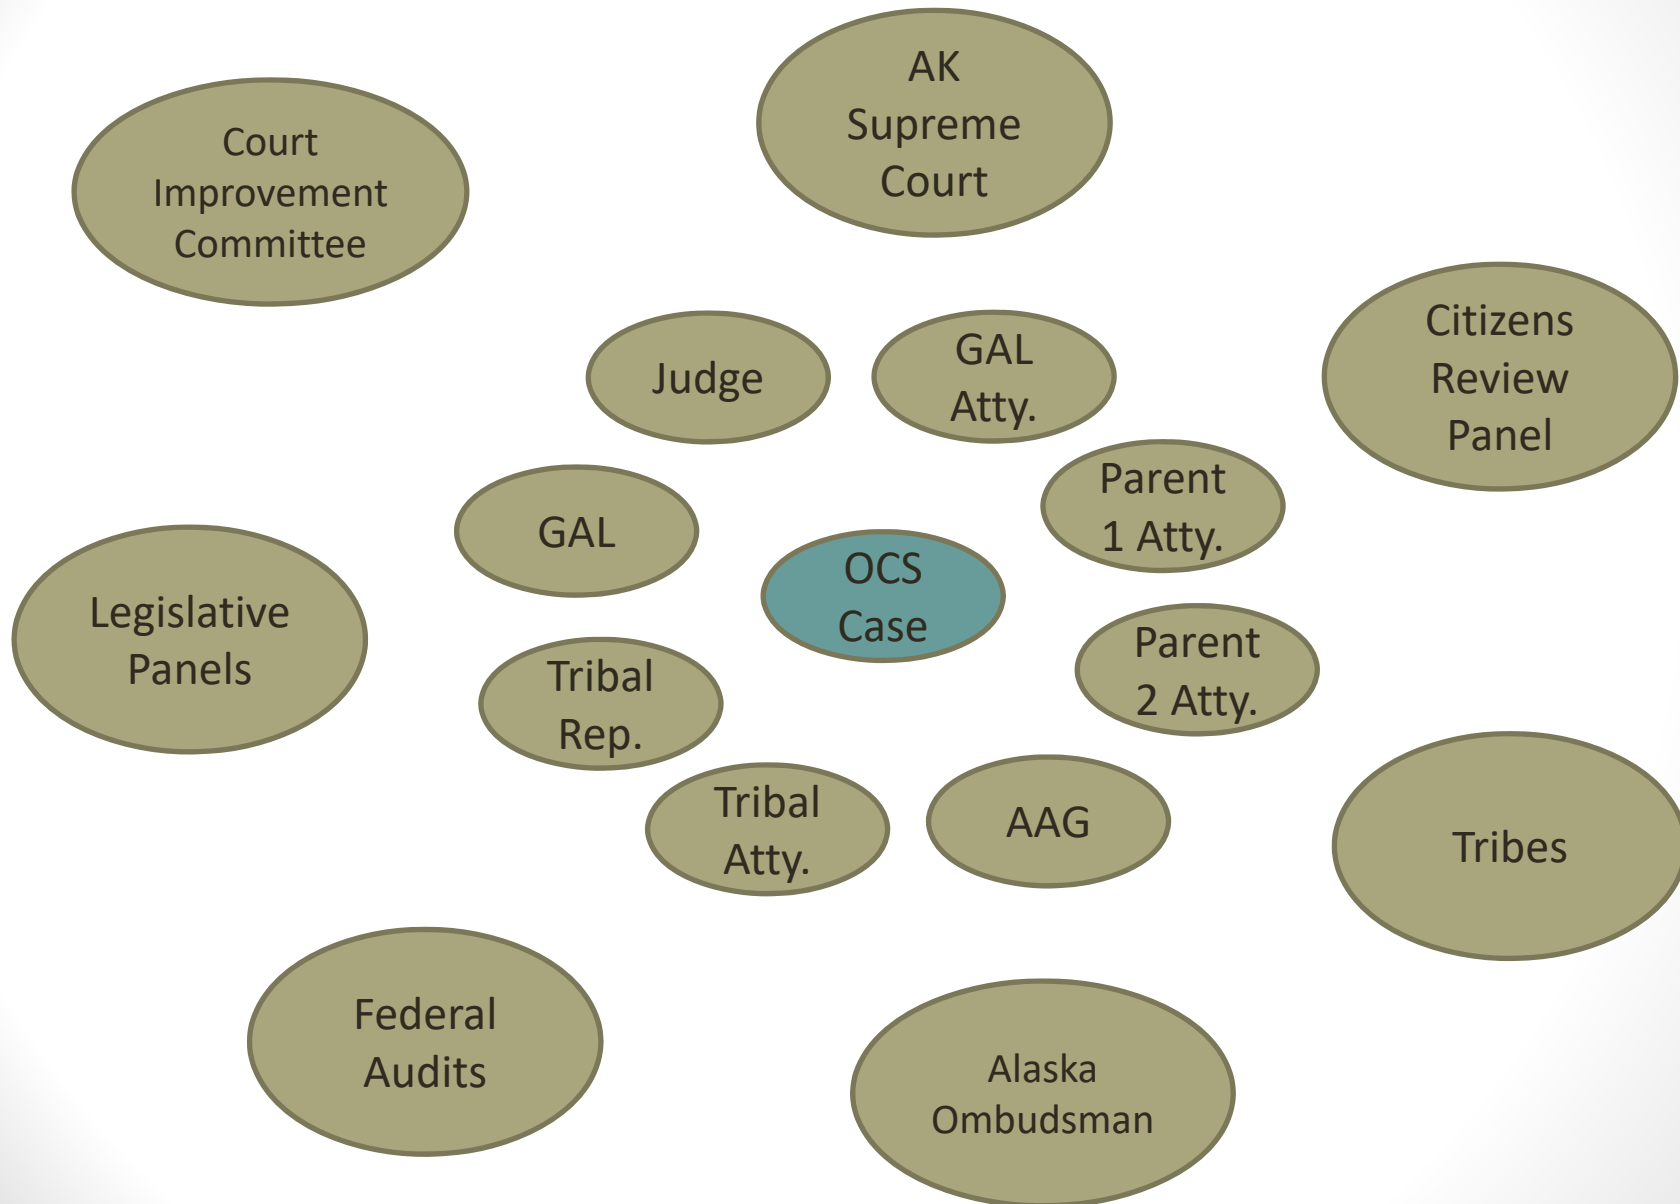 AK
Supreme
Court
Court
Improvement
Committee
Citizens
Review
Panel
Judge
GAL
Atty.
Parent
1 Atty.
GAL
OCS
Case
Legislative
Panels
Parent
2 Atty.
Tribal
Rep.
Tribal
Atty.
AAG
Tribes
Federal
Audits
Alaska
Ombudsman